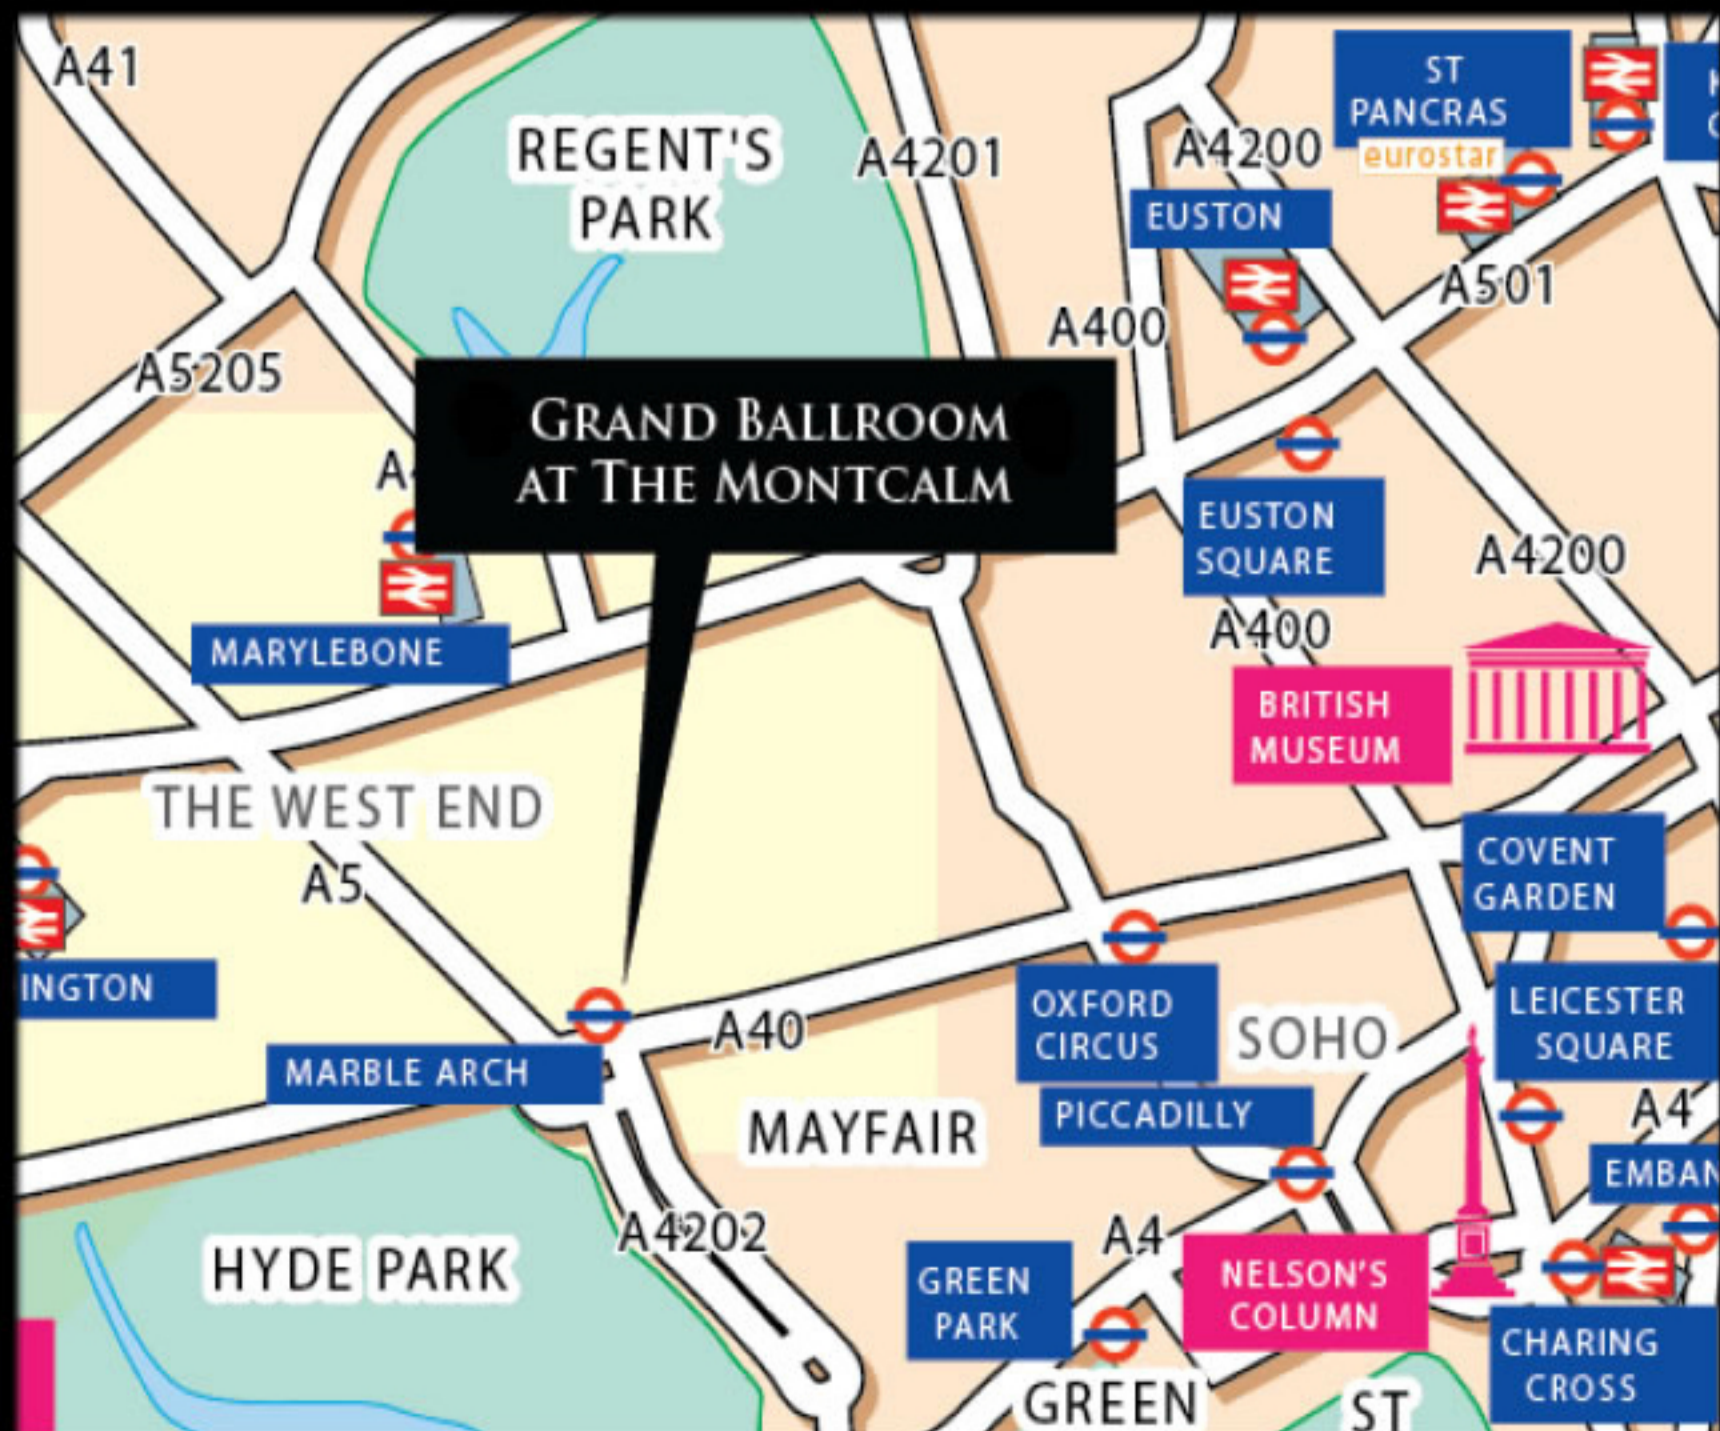 A41
REGENT'S
PARK
A4201
A4200
ST
PANCRAS
eurostar
EUSTON
A501
A400
A5205
GRAND BALLROOM
AT THE MONTCALM
EUSTON
SQUARE
A4200
A400
MARYLEBONE
BRITISH
MUSEUM
THE WEST END
A5
COVENT
GARDEN
INGTON
OXFORD
CIRCUS
SOHO
LEICESTER
SQUARE
A40
MARBLE ARCH
PICCADILLY
MAYFAIR
A4
EMBAN
A4202
A4
HYDE PARK
GREEN
PARK
NELSON'S
COLUMN
CHARING
CROSS
GREEN
ST